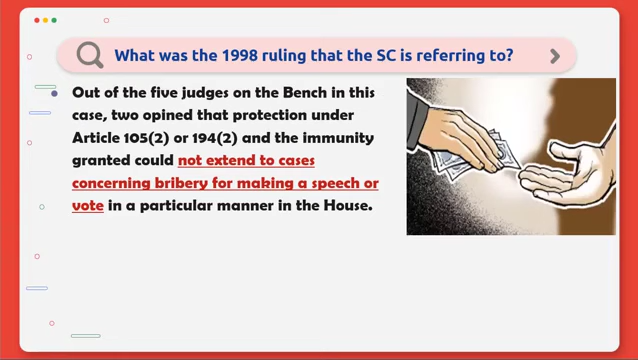 What was the 1998 ruling that the SC is referring to?
Out of the five judges on the Bench in this
case, two opined that protection under
Article 105(2) or 194(2) and the immunity
granted could not extend to cases
concerning bribery for making a speech or
vote in a particular manner in the House.